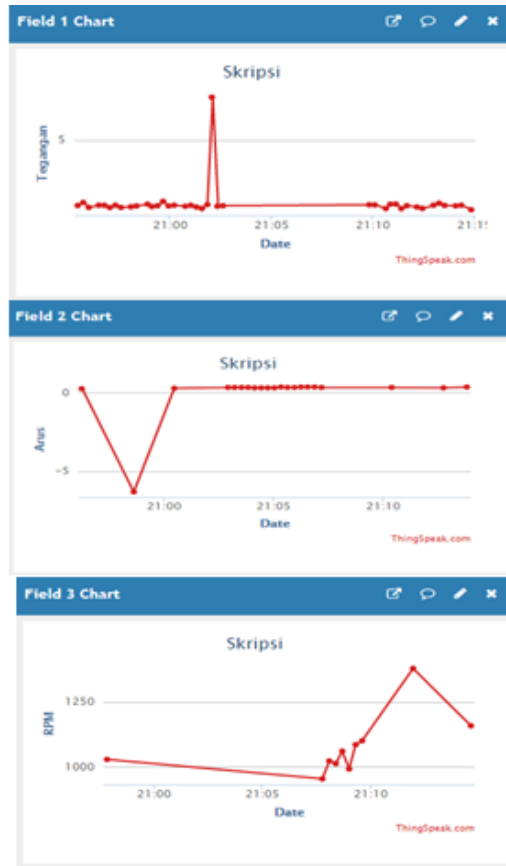 Field 1 Chart
Skripsi
Tegangan
5
21:00 21:05 21:10 21:15
Date
ThingSpeak.com
Field 2 Chart
Skripsi
Arus
0
-5
21:00 21:05 21:10
Date
ThingSpeak.com
Field 3 Chart
Skripsi
RPM
1250
1000
21:00 21:05 21:10
Date
ThingSpeak.com